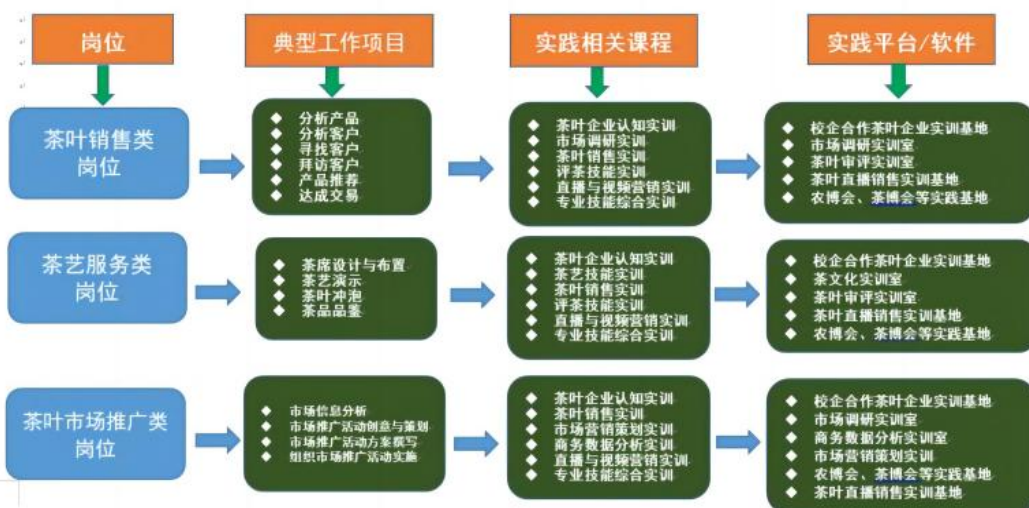 岗位
典型工作项目
实践相关课程
实践平台/软件
茶叶销售类
岗位
分析产品
分析客户
寻找客户
拜访客户
产品推荐
达成交易
茶叶企业认知实训
市场调研实训
茶叶销售实训
评茶技能实训
直播与视频营销实训
专业技能综合实训
校企合作茶叶企业实训基地
市场调研实训室
茶叶审评实训室
茶叶直播销售实训基地
农博会、茶博会等实践基地
茶艺服务类
岗位
茶席设计与布置
茶艺演示
茶叶冲泡
茶品品鉴
茶叶企业认知实训
茶艺技能实训
茶叶销售实训
评茶技能实训
直播与视频营销实训
专业技能综合实训
校企合作茶叶企业实训基地
茶文化实训室
茶叶审评实训室
茶叶直播销售实训基地
农博会、茶博会等实践基地
茶叶市场推广类
岗位
市场信息分析
市场推广活动创意与策划
市场推广活动方案撰写
组织市场推广活动实施
茶叶企业认知实训
茶叶销售实训
市场营销策划实训
商务数据分析实训
直播与视频营销实训
专业技能综合实训
校企合作茶叶企业实训基地
市场调研实训室
商务数据分析实训室
市场营销策划实训
农博会、茶博会等实践基地
茶叶直播销售实训基地